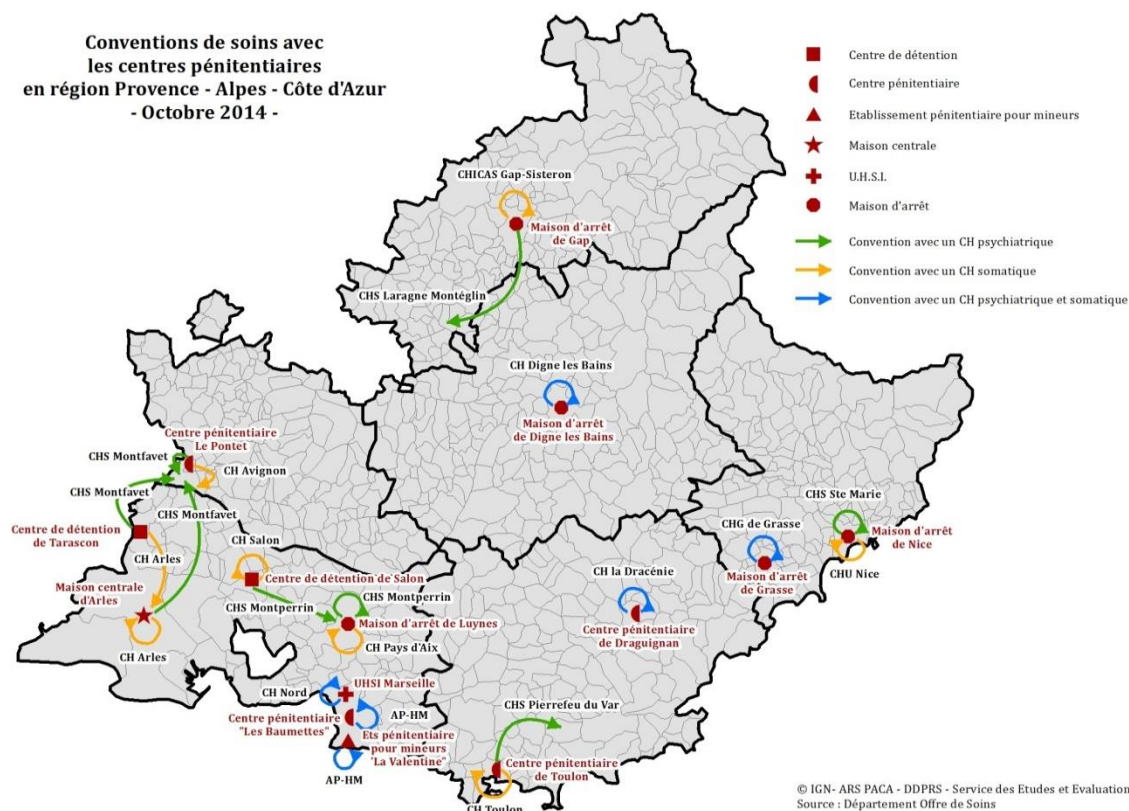 Conventions de soins avec
les centres pénitentiaires
en région Provence - Alpes - Côte d'Azur
- Octobre 2014 -
Centre de détention
Centre pénitentiaire
Etablissement pénitentiaire pour mineurs
Maison centrale
U.H.S.I.
Maison d'arrêt
Convention avec un CH psychiatrique
Convention avec un CH somatique
Convention avec un CH psychiatrique et somatique
CHICAS Gap-Sisteron
Maison d'arrêt
de Gap
CHS Laragne Montéglin
CH Digne les Bains
Maison d'arrêt
de Digne les Bains
Centre pénitentiaire
Le Pontet
CHS Montfavet
CH Avignon
CHS Montfavet
CHS Montfavet
Centre de détention
de Tarascon
CH Arles
Maison centrale
d'Arles
CH Arles
CH Salon
Centre de détention de Salon
CHS Montperrin
CHS Montperrin
Maison d'arrêt de Luynes
CH Pays d'Aix
CHS Ste Marie
Maison d'arrêt
de Nice
CHU Nice
CHG de Grasse
Maison d'arrêt
de Grasse
CH la Dracénie
Centre pénitentiaire
de Draguignan
UHSI Marseille
CH Nord
Centre pénitentiaire
"Les Baumettes"
AP-HM
Ets pénitentiaire
pour mineurs
"La Valentine"
AP-HM
CHS Pierrefeu du Var
Centre pénitentiaire
de Toulon
CH Toulon
© IGN- ARS PACA - DDPRS - Service des Etudes et Evaluation
Source : Département Offre de Soins